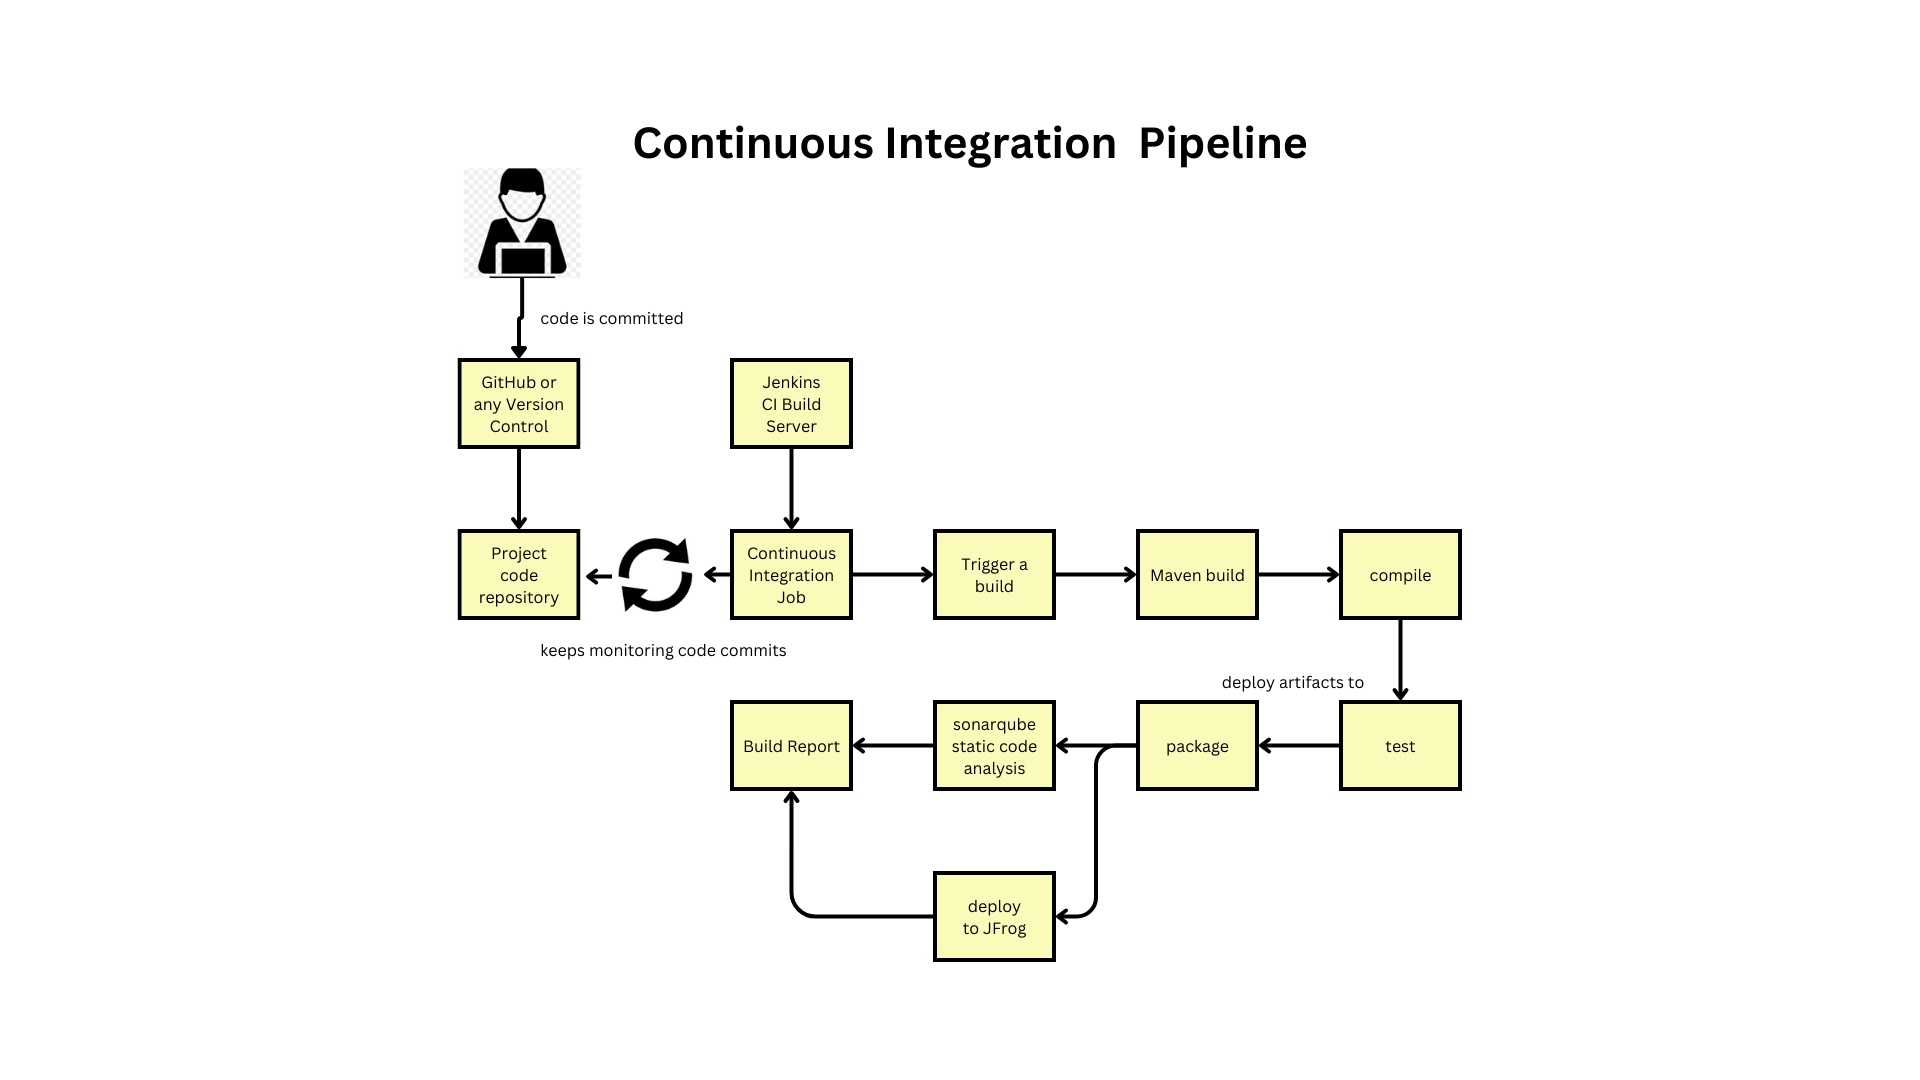 Continuous Integration  Pipeline
code is committed
GitHub or
any Version
Control
Jenkins
CI Build
Server
Project
code
repository
Continuous
Integration
Job
Trigger a
build
Maven build
compile
keeps monitoring code commits
deploy artifacts to
Build Report
sonarqube
static code
analysis
package
test
deploy
to JFrog